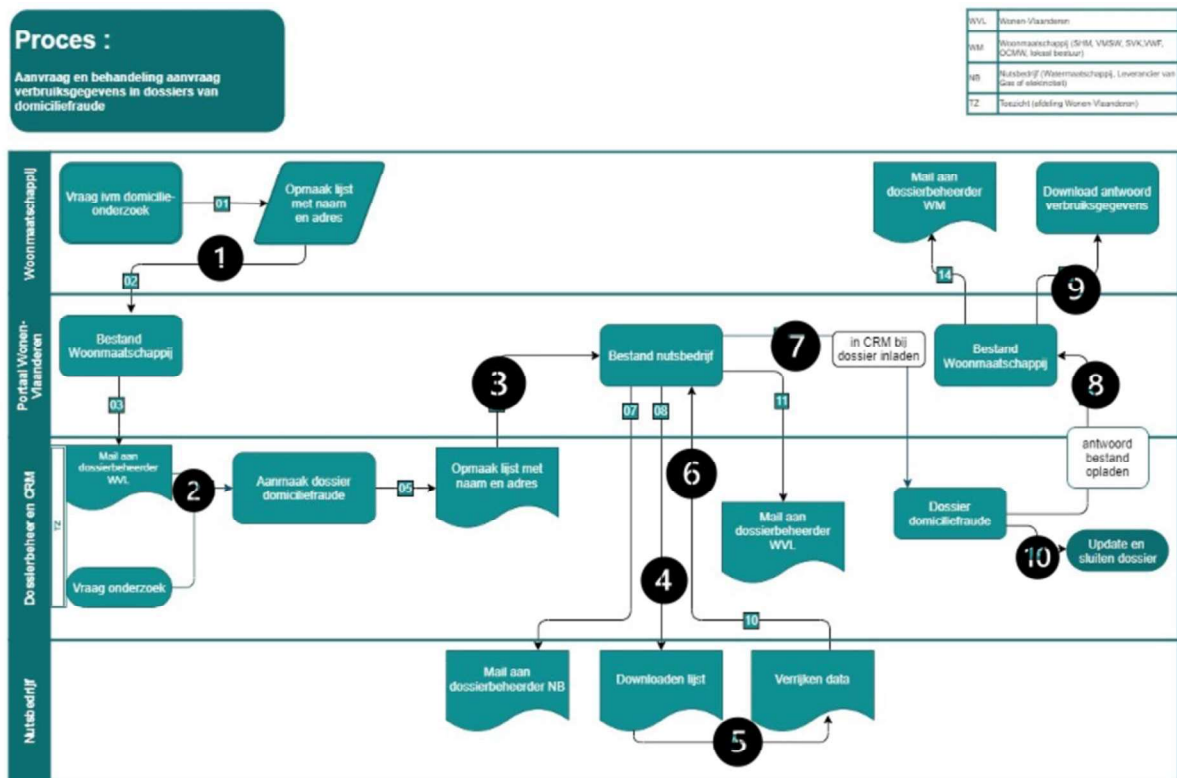 Proces :
Aanvraag en behandeling aanvraag
verbruiksgegevens in dossiers van
domiciliefraude
WVL Wonen-Vlaanderen
WM Woonmaatschappij (SHM, VMSW, SVK,VWF,
OCMW, lokaal bestuur)
NB Nutsbedrijf (Watermaatschappij, Leverancier van
Gas of elektriciteit)
TZ Toezicht (afdeling Wonen-Vlaanderen)
Woonmaatschappij
Vraag ivm domicilie-
onderzoek
01
Opmaak lijst
met naam
en adres
1
02
Mail aan
dossierbeheerder
WM
Download antwoord
verbruiksgegevens
14
9
Portaal Wonen-
Vlaanderen
Bestand
Woonmaatschappij
03
3
Bestand nutsbedrijf
07
08
11
7
in CRM bij
dossier inladen
Bestand
Woonmaatschappij
8
Dossierbeheer en CRM
TZ
Mail aan
dossierbeheerder
WVL
2
Vraag onderzoek
Aanmaak dossier
domiciliefraude
05
Opmaak lijst met
naam en adres
6
4
Mail aan
dossierbeheerder
WVL
antwoord
bestand
opladen
Dossier
domiciliefraude
10
Update en
sluiten dossier
10
Nutsbedrijf
Mail aan
dossierbeheerder NB
Downloaden lijst
5
Verrijken data